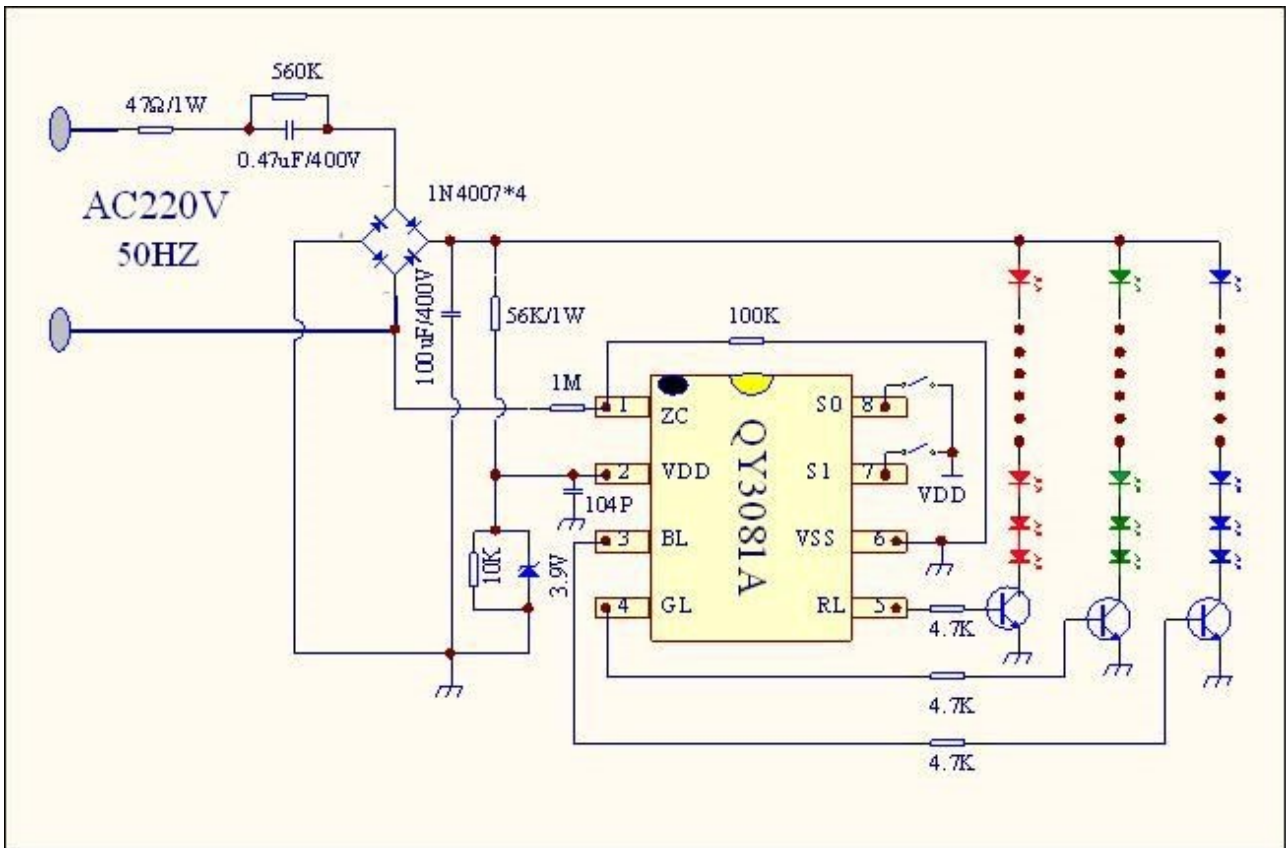 560K
47Ω/1W
0.47uF/400V
1N4007*4
AC220V
50HZ
100uF/400V
56K/1W
100K
1M
1
ZC
S0
8
2
VDD
S1
7
VDD
104P
QY3081A
3
BL
VSS
6
10K
3.9V
4
GL
RL
5
4.7K
4.7K
4.7K